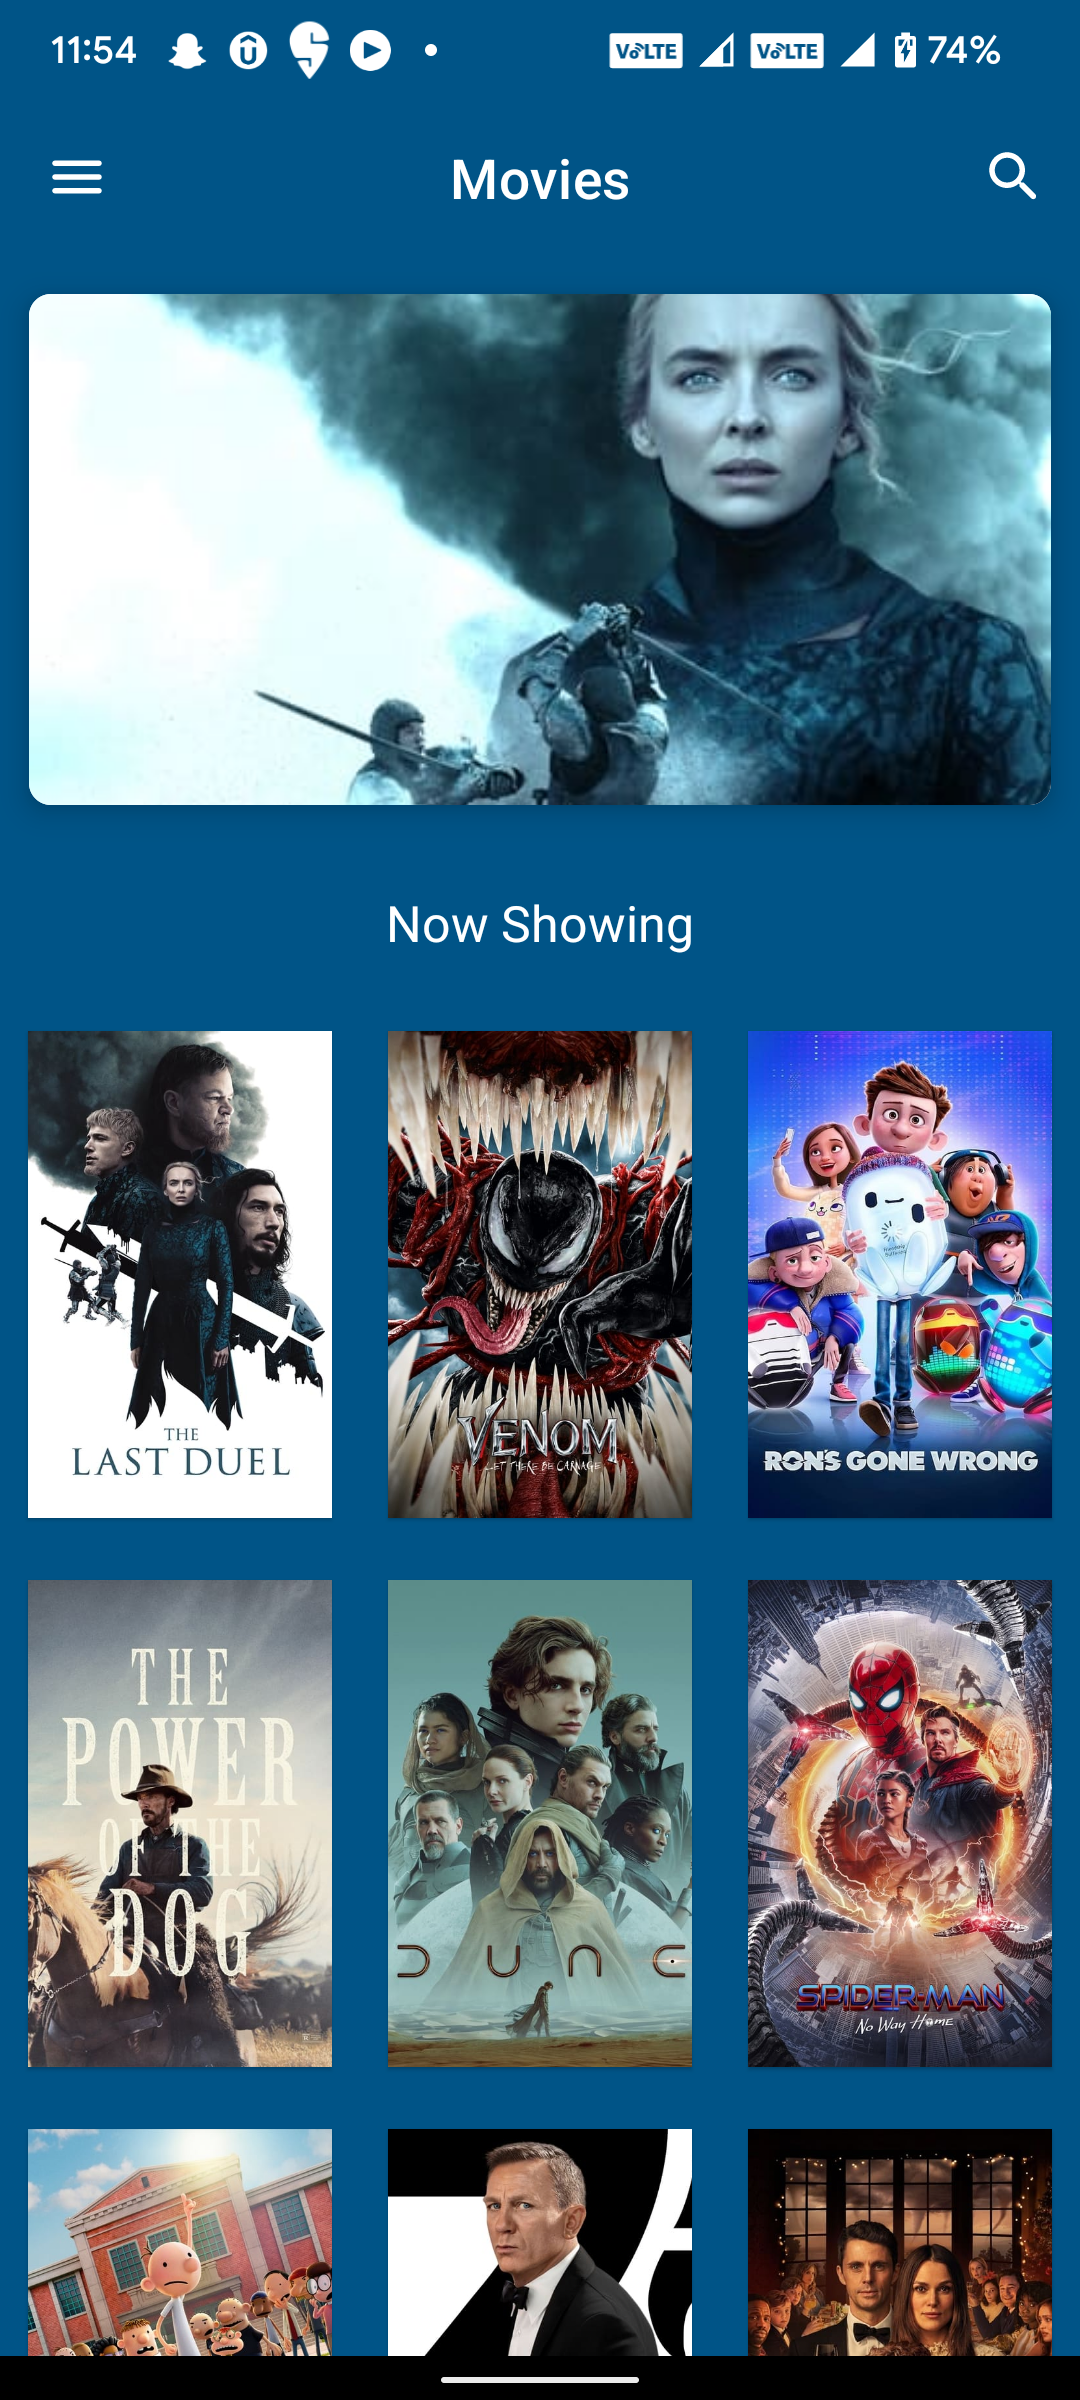 11:54 VoLTE VoLTE 74%
Movies
Now Showing
THE
LAST DUEL
VENOM
LET THERE BE CARNAGE
RON'S GONE WRONG
THE
POWER
OF THE
DOG
DUNE
SPIDER-MAN
No Way Home